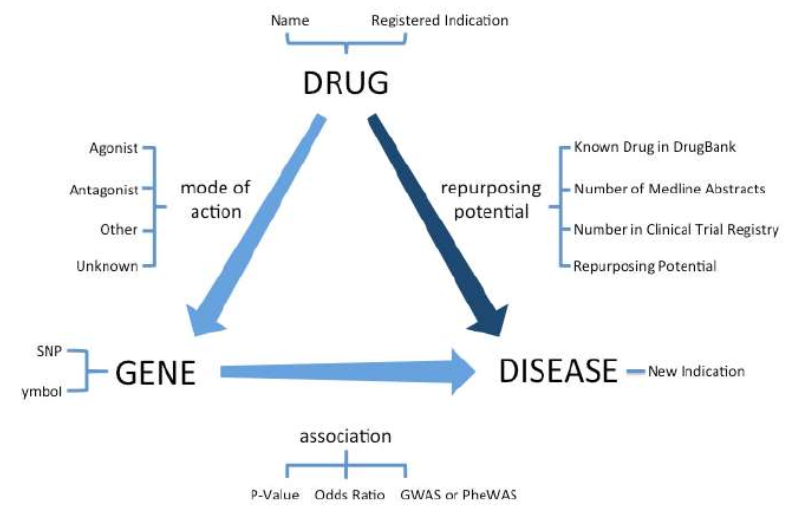 Name Registered Indication
DRUG
Agonist
Antagonist
Other
Unknown
mode of
action
repurposing
potential
Known Drug in DrugBank
Number of Medline Abstracts
Number in Clinical Trial Registry
Repurposing Potential
SNP
ymbol
GENE
DISEASE
New Indication
association
P-Value Odds Ratio GWAS or PheWAS